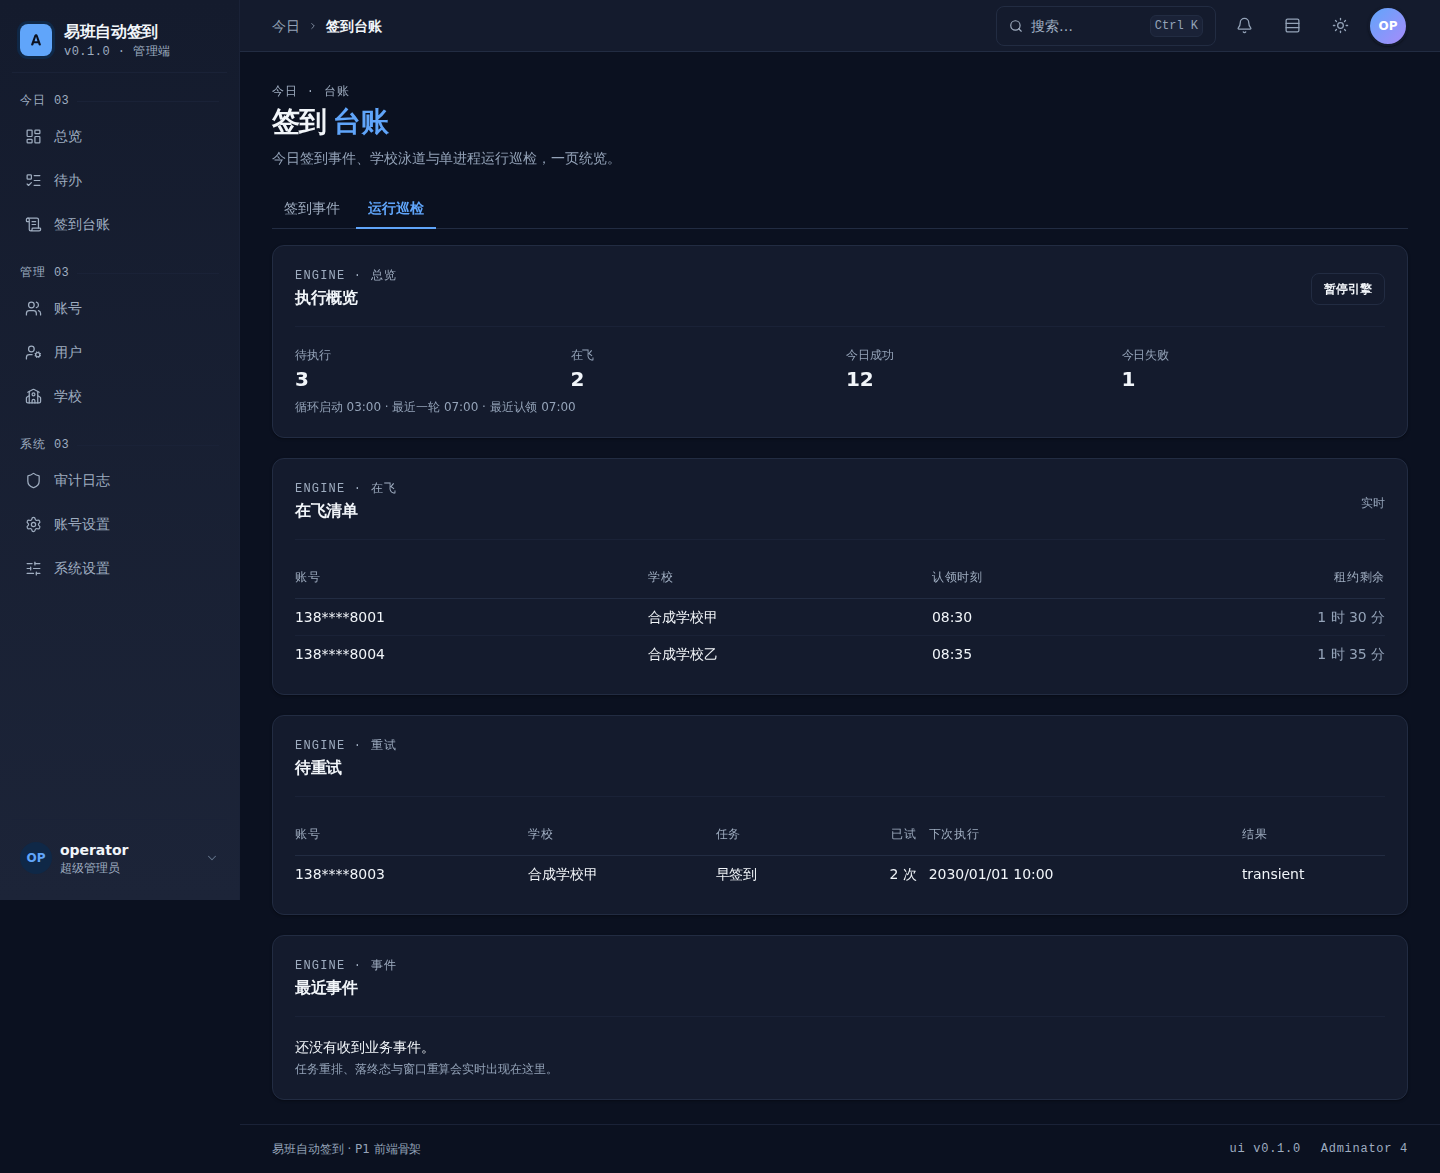 A
易班自动签到
v0.1.0 · 管理端
今日 03
总览
待办
签到台账
管理 03
账号
用户
学校
系统 03
审计日志
账号设置
系统设置
OP
operator
超级管理员
今日 › 签到台账
搜索... Ctrl K
OP
今日 · 台账
签到 台账
今日签到事件、学校泳道与单进程运行巡检，一页统览。
签到事件 运行巡检
ENGINE · 总览
执行概览
暂停引擎
待执行 在飞 今日成功 今日失败
3 2 12 1
循环启动 03:00 · 最近一轮 07:00 · 最近认领 07:00
ENGINE · 在飞
在飞清单
实时
账号 学校 认领时刻 租约剩余
138****8001 合成学校甲 08:30 1 时 30 分
138****8004 合成学校乙 08:35 1 时 35 分
ENGINE · 重试
待重试
账号 学校 任务 已试 下次执行 结果
138****8003 合成学校甲 早签到 2 次 2030/01/01 10:00 transient
ENGINE · 事件
最近事件
还没有收到业务事件。
任务重排、落终态与窗口重算会实时出现在这里。
易班自动签到 · P1 前端骨架
ui v0.1.0 Adminator 4